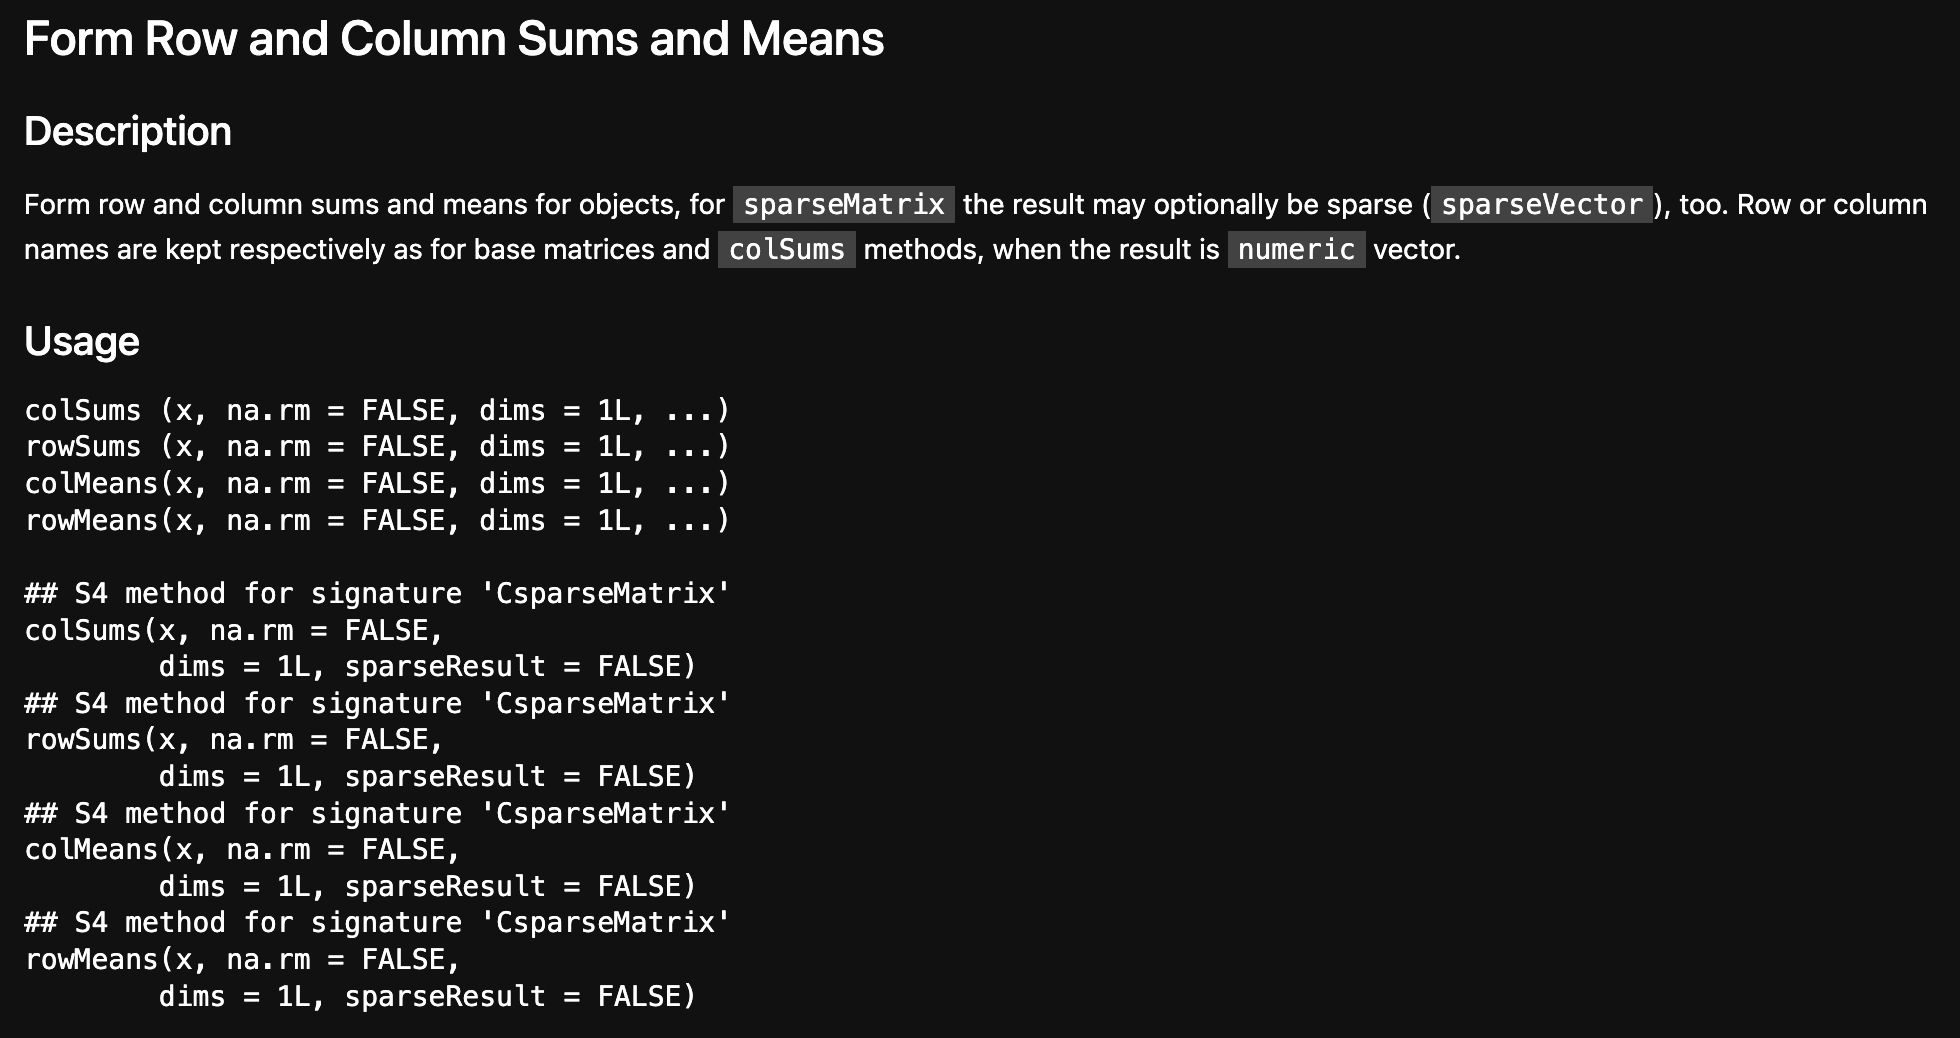 Form Row and Column Sums and Means
Description
Form row and column sums and means for objects, for sparseMatrix the result may optionally be sparse (sparseVector), too. Row or column
names are kept respectively as for base matrices and colSums methods, when the result is numeric vector.
Usage
colSums (x, na.rm = FALSE, dims = 1L, ...)
rowSums (x, na.rm = FALSE, dims = 1L, ...)
colMeans(x, na.rm = FALSE, dims = 1L, ...)
rowMeans(x, na.rm = FALSE, dims = 1L, ...)

## S4 method for signature 'CsparseMatrix'
colSums(x, na.rm = FALSE,
        dims = 1L, sparseResult = FALSE)
## S4 method for signature 'CsparseMatrix'
rowSums(x, na.rm = FALSE,
        dims = 1L, sparseResult = FALSE)
## S4 method for signature 'CsparseMatrix'
colMeans(x, na.rm = FALSE,
        dims = 1L, sparseResult = FALSE)
## S4 method for signature 'CsparseMatrix'
rowMeans(x, na.rm = FALSE,
        dims = 1L, sparseResult = FALSE)